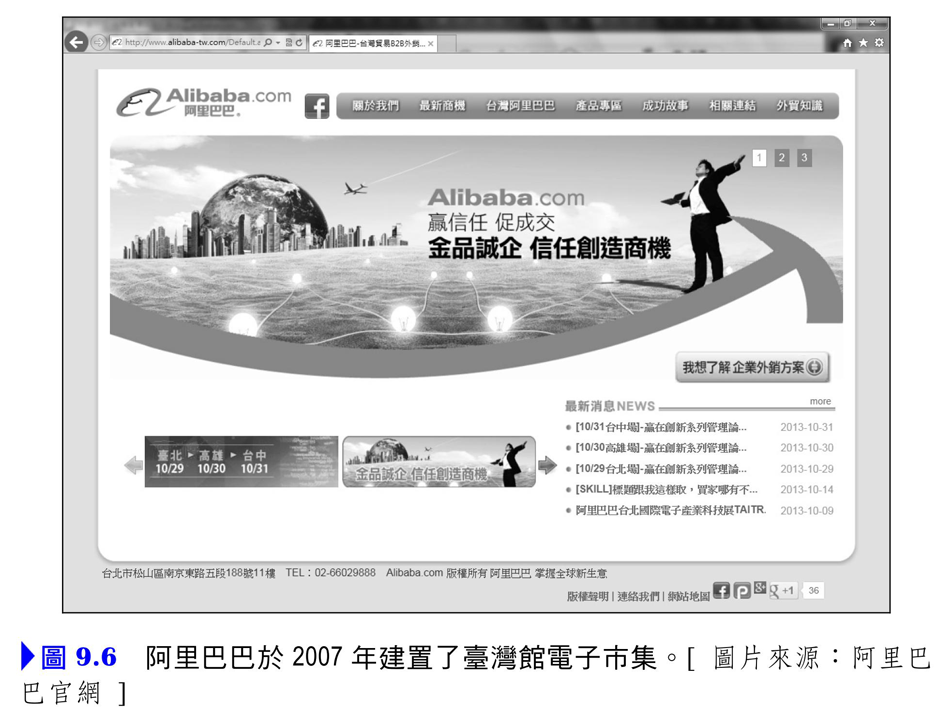 http://www.alibaba-tw.com/Default.a
阿里巴巴-台灣貿易B2B外銷...
Alibaba.com
阿里巴巴
關於我們 最新商機 台灣阿里巴巴 產品專區 成功故事 相關連結 外貿知識
1 2 3
Alibaba.com
贏信任 促成交
金品誠企 信任創造商機
我想了解 企業外銷方案
最新消息NEWS more
[10/31台中場]-贏在創新系列管理論... 2013-10-31
[10/30高雄場]-贏在創新系列管理論... 2013-10-30
[10/29台北場]-贏在創新系列管理論... 2013-10-29
[SKILL]標題跟我這樣取，買家哪有不... 2013-10-14
阿里巴巴台北國際電子產業科技展TAITR. 2013-10-09
臺北 高雄 台中
10/29 10/30 10/31
金品誠企 信任創造商機
台北市松山區南京東路五段188號11樓 TEL：02-66029888 Alibaba.com 版權所有 阿里巴巴 掌握全球新生意
版權聲明 | 連絡我們 | 網站地圖 +1 36
圖 9.6 阿里巴巴於 2007 年建置了臺灣館電子市集。[ 圖片來源：阿里巴
巴官網 ]